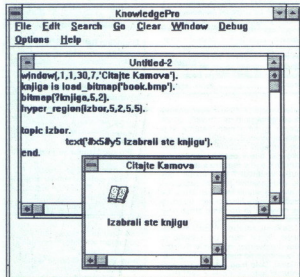 KnowledgePro
File Edit Search Go Clear Window Debug
Options Help
Untitled-2
window(,1,1,30,7,'Citajte Kamova').
knjiga is load_bitmap('book.bmp').
bitmap(?knjiga,5,2).
hyper_region(izbor,5,2,5,5).
topic izbor.
text('#x5#y5 Izabrali ste knjigu').
end.
Citajte Kamova
Izabrali ste knjigu